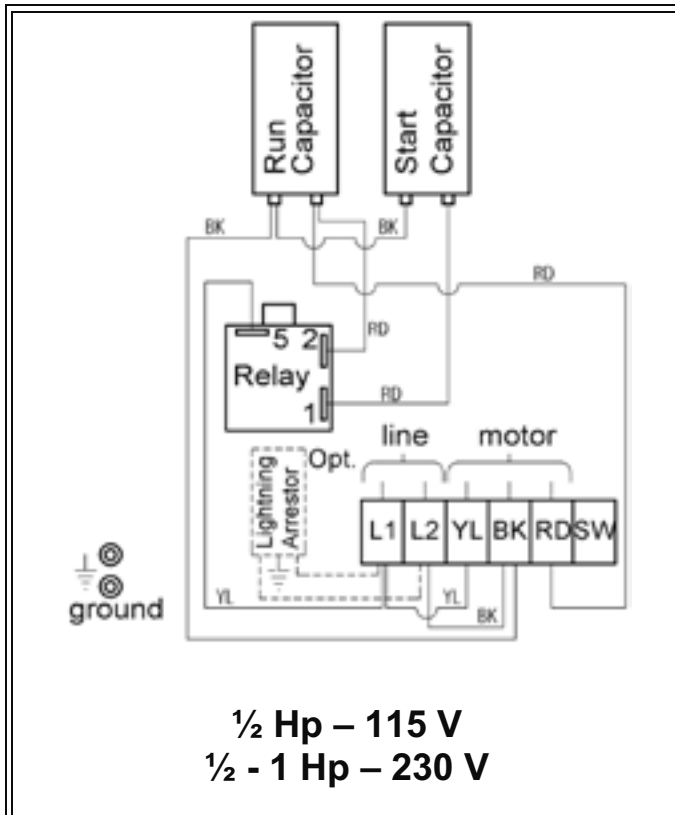 Run
Capacitor
Start
Capacitor
BK
BK
RD
RD
5 2
Relay
1
RD
line
motor
Opt.
Lightning
Arrestor
L1 L2 YL BK RD SW
ground
YL
YL
BK
½ Hp – 115 V
½ - 1 Hp – 230 V